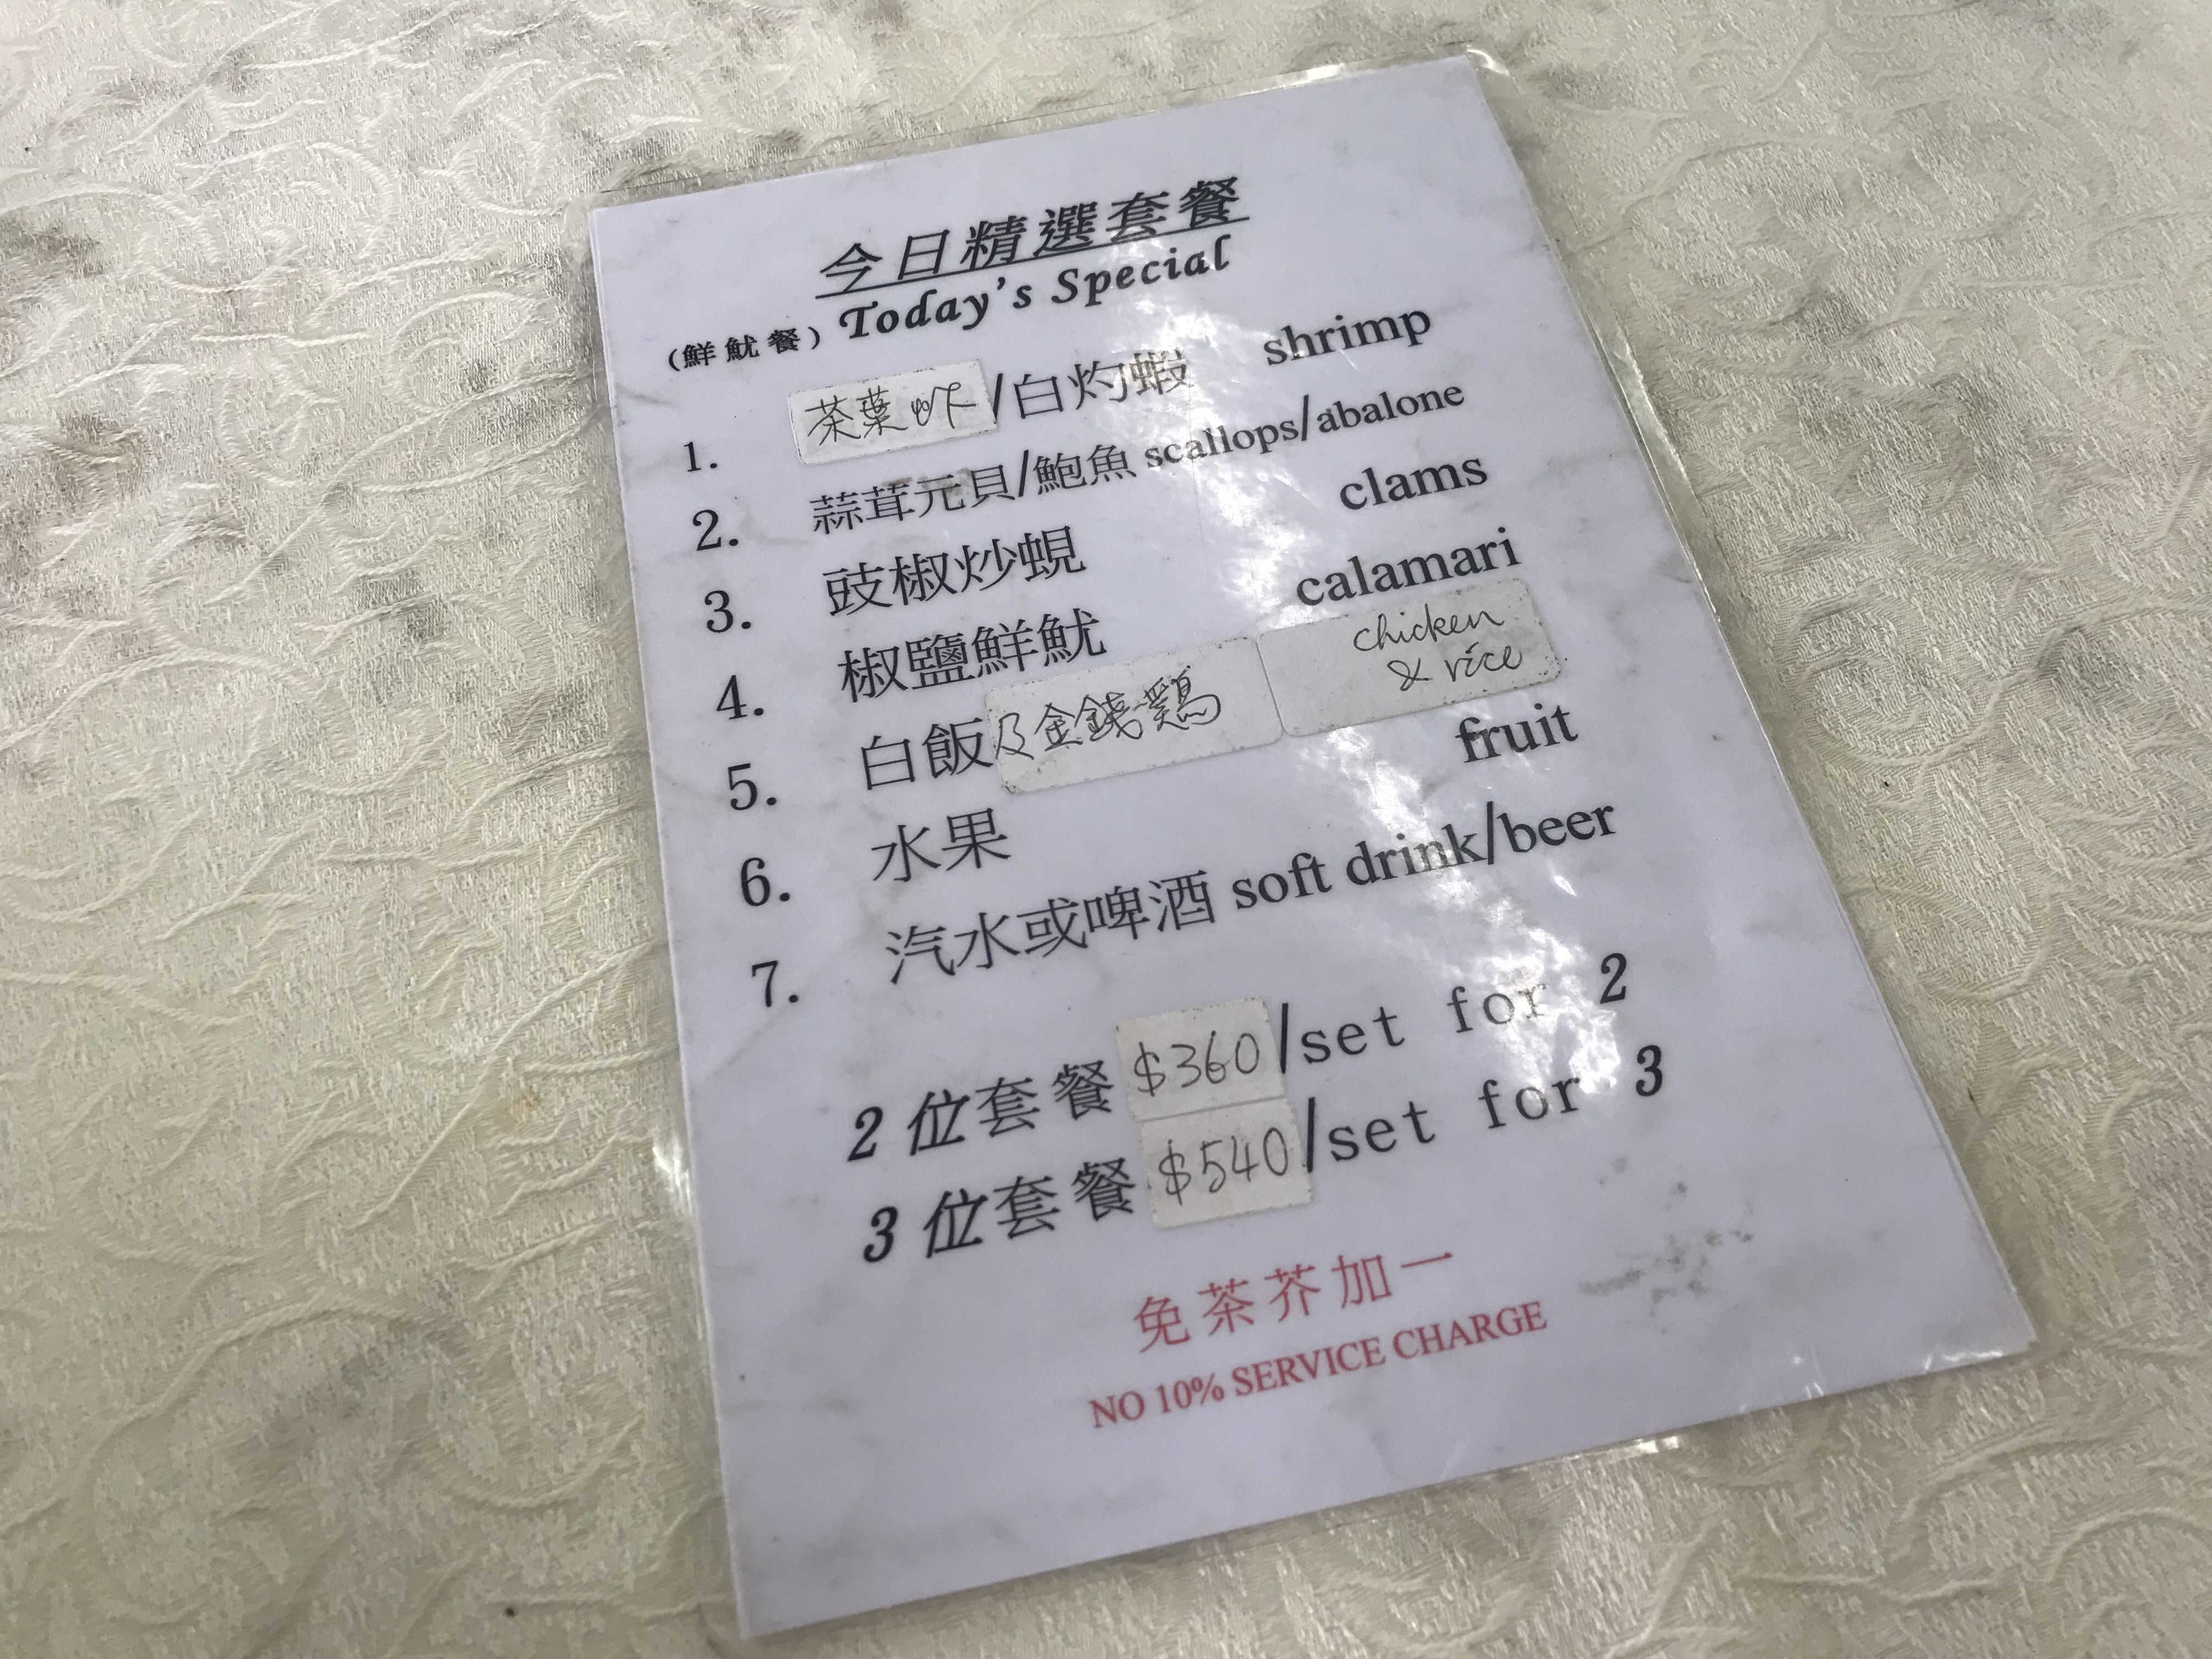 今日精選套餐
(鮮魷餐) Today's Special
1. 茶葉虾/白灼蝦 shrimp
2. 蒜茸元貝/鮑魚 scallops/abalone
3. 豉椒炒蜆 clams
4. 椒鹽鮮魷 calamari
5. 白飯及金錢鷄 chicken & rice
6. 水果 fruit
7. 汽水或啤酒 soft drink/beer
2 位套餐 $360/set for 2
3 位套餐 $540/set for 3
免茶芥加一
NO 10% SERVICE CHARGE